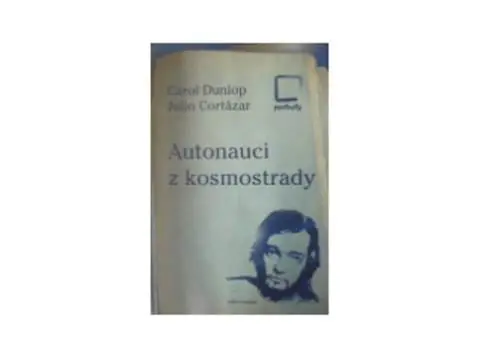 Carol Dunlop
Julio Cortázar
Autonauci
z kosmostrady